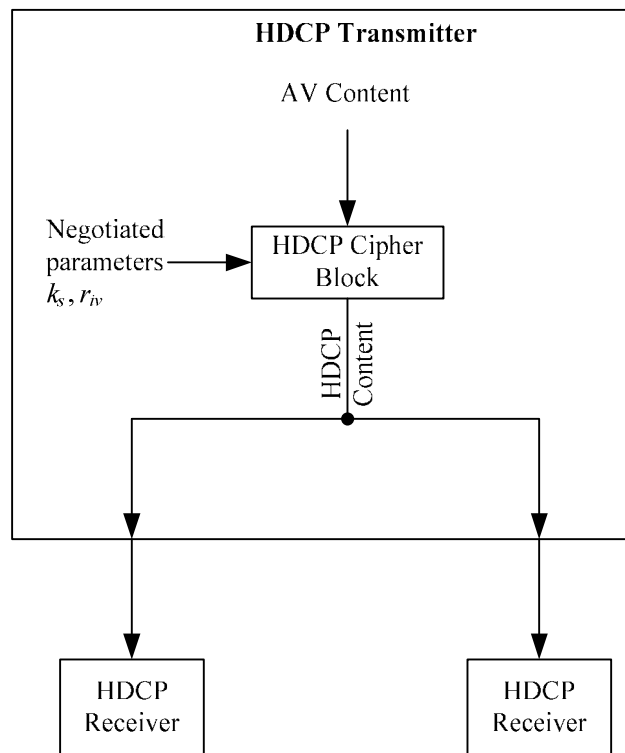 HDCP Transmitter
AV Content
Negotiated
parameters
kₛ, rᵢᵥ
HDCP Cipher
Block
HDCP
Content
HDCP
Receiver
HDCP
Receiver